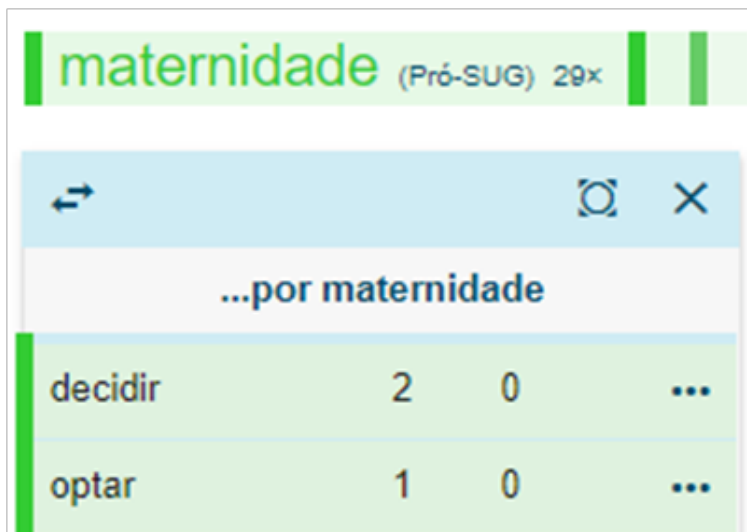 maternidade (Pró-SUG) 29×
...por maternidade
decidir 2 0 •••
optar 1 0 •••